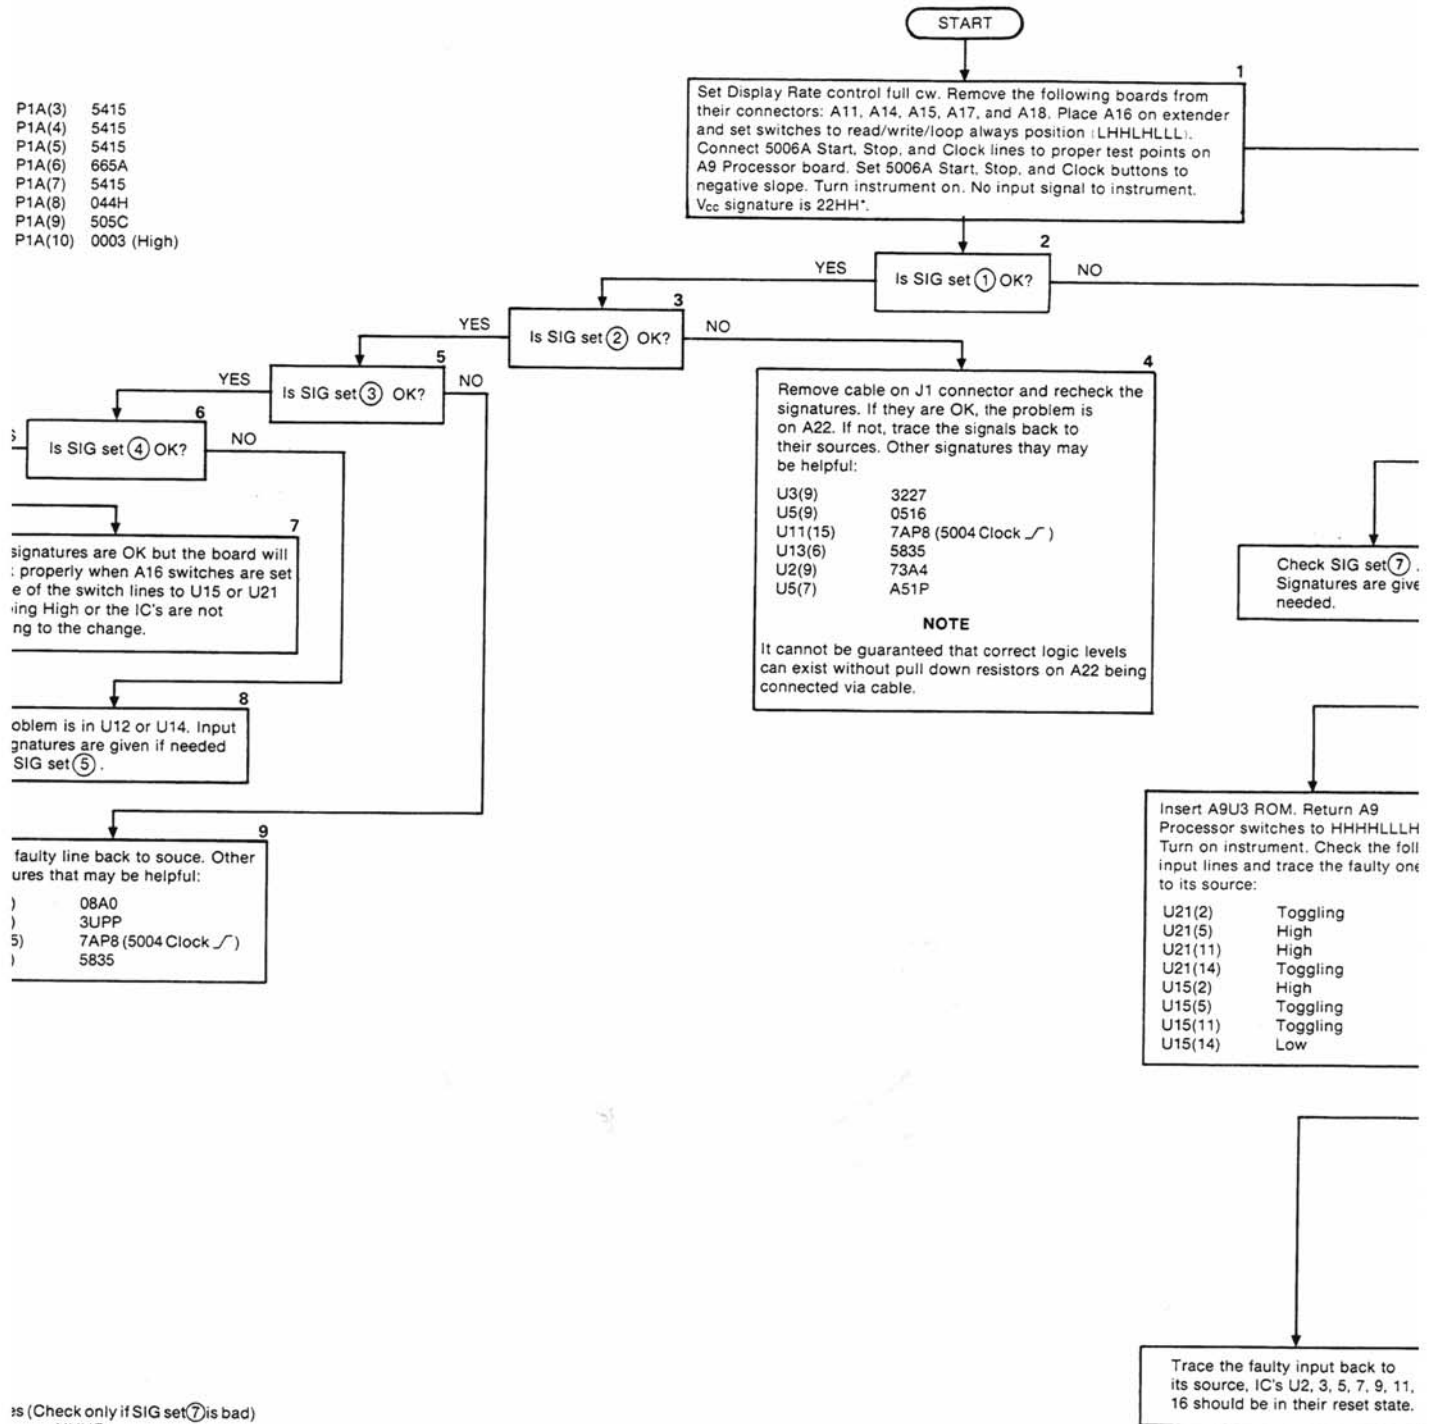 START
1
Set Display Rate control full cw. Remove the following boards from
their connectors: A11, A14, A15, A17, and A18. Place A16 on extender
and set switches to read/write/loop always position (LHHLHLLL).
Connect 5006A Start, Stop, and Clock lines to proper test points on
A9 Processor board. Set 5006A Start, Stop, and Clock buttons to
negative slope. Turn instrument on. No input signal to instrument.
Vcc signature is 22HH*.
P1A(3) 5415
P1A(4) 5415
P1A(5) 5415
P1A(6) 665A
P1A(7) 5415
P1A(8) 044H
P1A(9) 505C
P1A(10) 0003 (High)
2
YES
Is SIG set ① OK?
NO
3
YES
Is SIG set ② OK?
NO
5
YES
Is SIG set ③ OK?
NO
6
Is SIG set ④ OK?
NO
4
Remove cable on J1 connector and recheck the
signatures. If they are OK, the problem is
on A22. If not, trace the signals back to
their sources. Other signatures thay may
be helpful:
U3(9) 3227
U5(9) 0516
U11(15) 7AP8 (5004 Clock ⨍)
U13(6) 5835
U2(9) 73A4
U5(7) A51P
NOTE
It cannot be guaranteed that correct logic levels
can exist without pull down resistors on A22 being
connected via cable.
7
signatures are OK but the board will
properly when A16 switches are set
e of the switch lines to U15 or U21
ing High or the IC's are not
ng to the change.
8
oblem is in U12 or U14. Input
gnatures are given if needed
SIG set ⑤.
9
faulty line back to souce. Other
ures that may be helpful:
) 08A0
) 3UPP
5) 7AP8 (5004 Clock ⨍)
) 5835
Check SIG set ⑦.
Signatures are give
needed.
Insert A9U3 ROM. Return A9
Processor switches to HHHHLLLH
Turn on instrument. Check the foll
input lines and trace the faulty one
to its source:
U21(2) Toggling
U21(5) High
U21(11) High
U21(14) Toggling
U15(2) High
U15(5) Toggling
U15(11) Toggling
U15(14) Low
Trace the faulty input back to
its source, IC's U2, 3, 5, 7, 9, 11,
16 should be in their reset state.
es (Check only if SIG set ⑦ is bad)